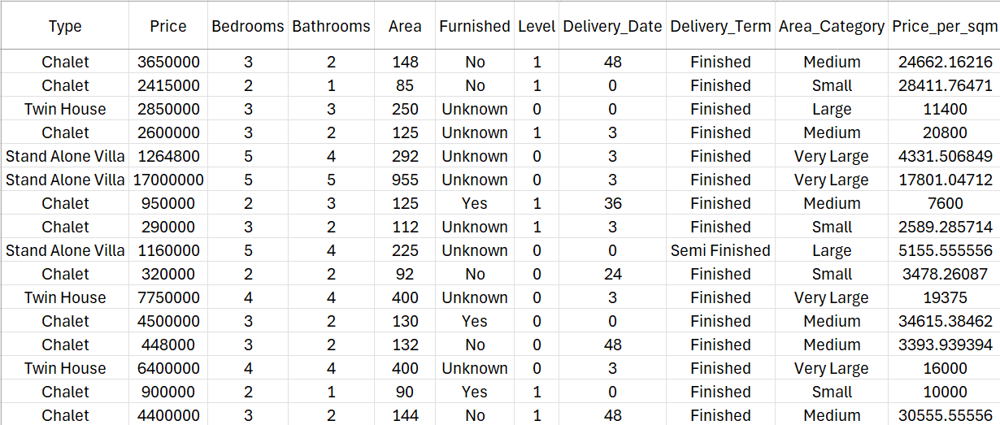 Type Price Bedrooms Bathrooms Area Furnished Level Delivery_Date Delivery_Term Area_Category Price_per_sqm
Chalet 3650000 3 2 148 No 1 48 Finished Medium 24662.16216
Chalet 2415000 2 1 85 No 1 0 Finished Small 28411.76471
Twin House 2850000 3 3 250 Unknown 0 0 Finished Large 11400
Chalet 2600000 3 2 125 Unknown 1 3 Finished Medium 20800
Stand Alone Villa 1264800 5 4 292 Unknown 0 3 Finished Very Large 4331.506849
Stand Alone Villa 17000000 5 5 955 Unknown 0 3 Finished Very Large 17801.04712
Chalet 950000 2 3 125 Yes 1 36 Finished Medium 7600
Chalet 290000 3 2 112 Unknown 1 3 Finished Small 2589.285714
Stand Alone Villa 1160000 5 4 225 Unknown 0 0 Semi Finished Large 5155.555556
Chalet 320000 2 2 92 No 0 24 Finished Small 3478.26087
Twin House 7750000 4 4 400 Unknown 0 3 Finished Very Large 19375
Chalet 4500000 3 2 130 Yes 0 0 Finished Medium 34615.38462
Chalet 448000 3 2 132 No 0 48 Finished Medium 3393.939394
Twin House 6400000 4 4 400 Unknown 0 3 Finished Very Large 16000
Chalet 900000 2 1 90 Yes 1 0 Finished Small 10000
Chalet 4400000 3 2 144 No 1 48 Finished Medium 30555.55556